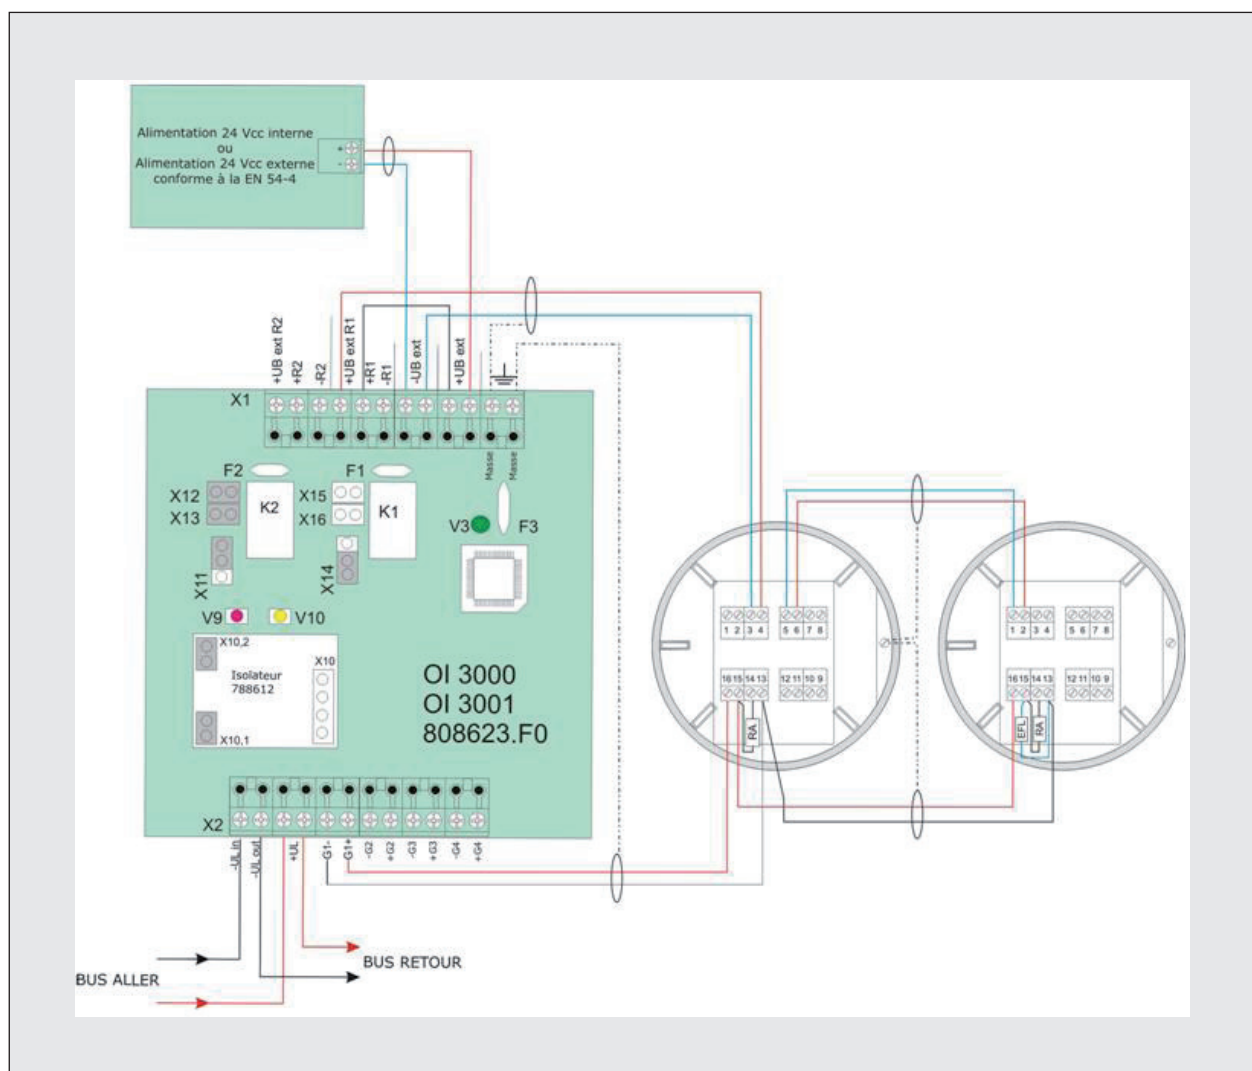 Alimentation 24 Vcc interne
ou
Alimentation 24 Vcc externe
conforme à la EN 54-4
+
-
+UB ext R2
+R2
-R2
+UB ext R1
+R1
-R1
-UB ext
+UB ext
X1
Masse
Masse
F2
F1
X12
X13
K2
X15
X16
K1
V3
F3
X11
X14
V9
V10
X10,2
X10
Isolateur
788612
X10,1
OI 3000
OI 3001
808623.F0
X2
-UL in
-UL out
+UL
G1-
G1+
-G2
+G2
-G3
+G3
-G4
+G4
BUS ALLER
BUS RETOUR
1 2 3 4
5 6 7 8
16 15 14 13
12 11 10 9
RA
1 2 3 4
5 6 7 8
16 15 14 13
12 11 10 9
EFL
RA